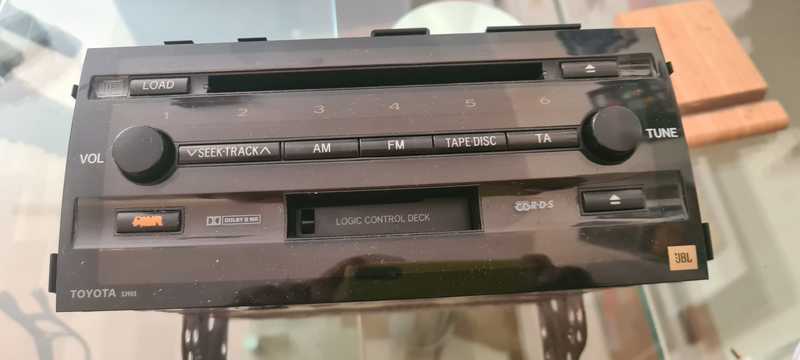 LOAD
1 2 3 4 5 6
VOL
∨SEEK·TRACK∧
AM
FM
TAPE·DISC
TA
TUNE
DOLBY B NR
LOGIC CONTROL DECK
R·D·S
JBL
TOYOTA